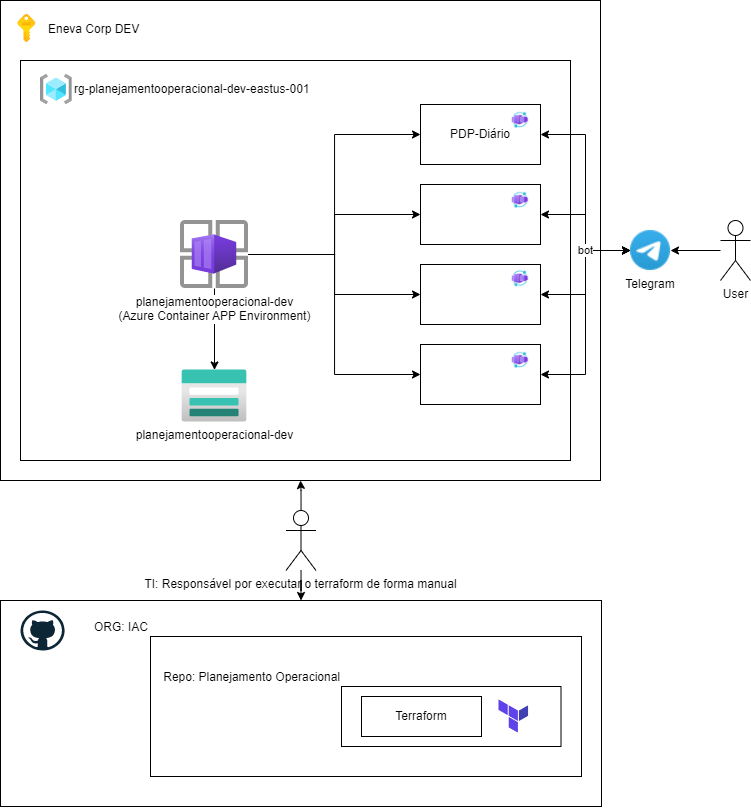 Eneva Corp DEV
rg-planejamentooperacional-dev-eastus-001
PDP-Diário
bot
Telegram
User
planejamentooperacional-dev
(Azure Container APP Environment)
planejamentooperacional-dev
TI: Responsável por executar o terraform de forma manual
ORG: IAC
Repo: Planejamento Operacional
Terraform